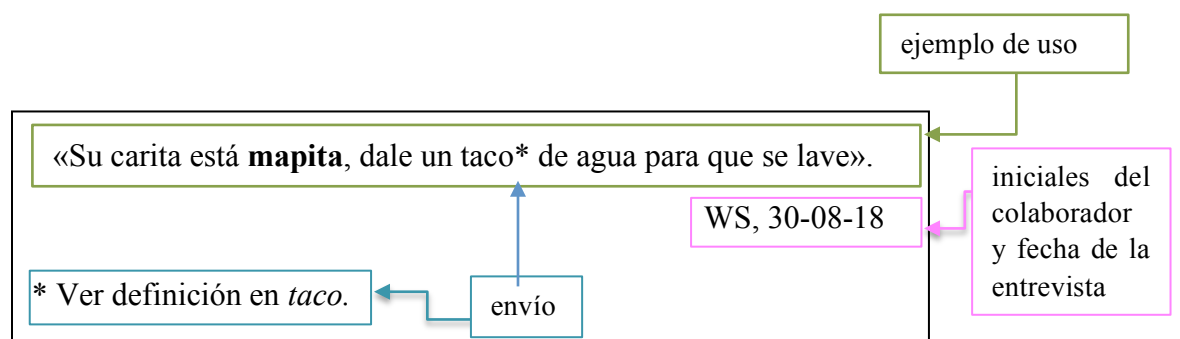 ejemplo de uso
«Su carita está mapita, dale un taco* de agua para que se lave».
WS, 30-08-18
iniciales del
colaborador
y fecha de la
entrevista
* Ver definición en taco.
envío